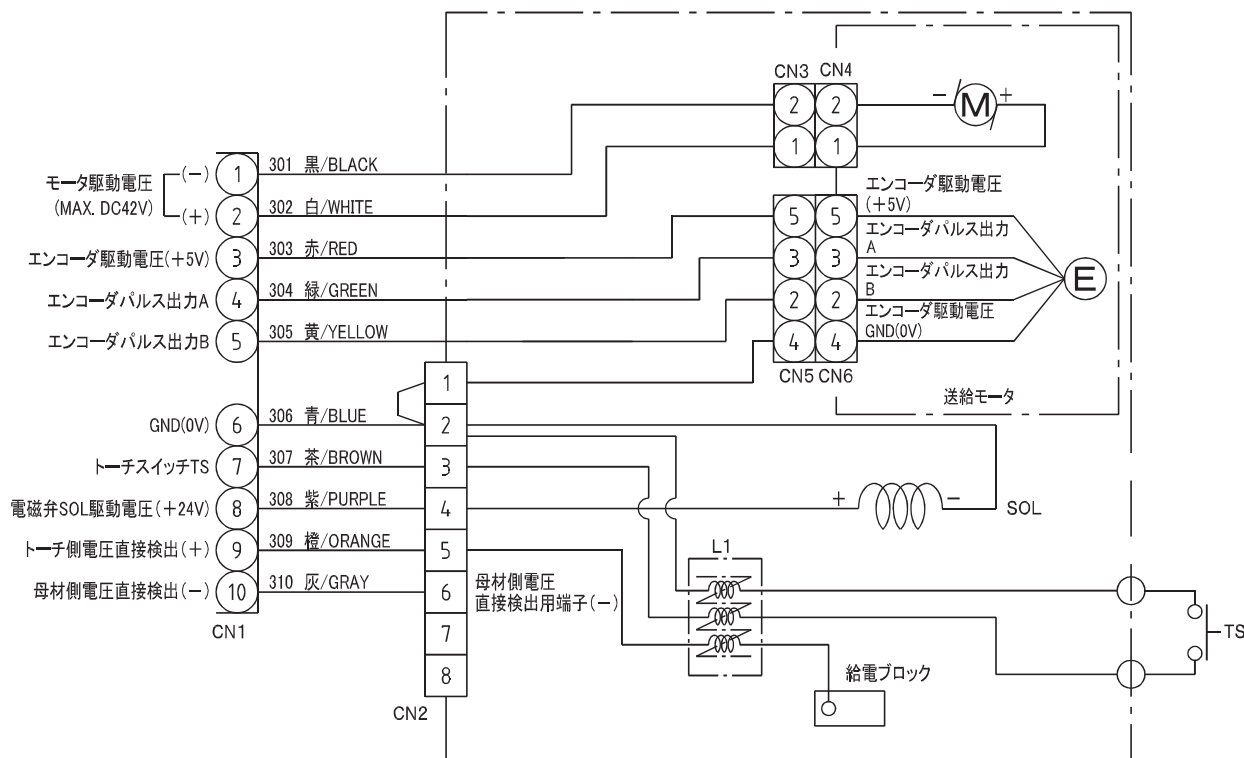 CN3 CN4
2 2
− M +
1 1
モータ駆動電圧
(MAX. DC42V)
(−) 1 301 黒/BLACK
(+) 2 302 白/WHITE
エンコーダ駆動電圧(+5V) 3 303 赤/RED
エンコーダパルス出力A 4 304 緑/GREEN
エンコーダパルス出力B 5 305 黄/YELLOW
5 5 エンコーダ駆動電圧
(+5V)
エンコーダパルス出力
3 3 A
エンコーダパルス出力
2 2 B
エンコーダ駆動電圧
4 4 GND(0V)
E
CN5 CN6
送給モータ
1
GND(0V) 6 306 青/BLUE 2
トーチスイッチTS 7 307 茶/BROWN 3
電磁弁SOL駆動電圧(+24V) 8 308 紫/PURPLE 4
+ − SOL
トーチ側電圧直接検出(+) 9 309 橙/ORANGE 5
母材側電圧直接検出(−) 10 310 灰/GRAY 6
母材側電圧
直接検出用端子(−)
7
8
CN1
CN2
L1
TS
給電ブロック